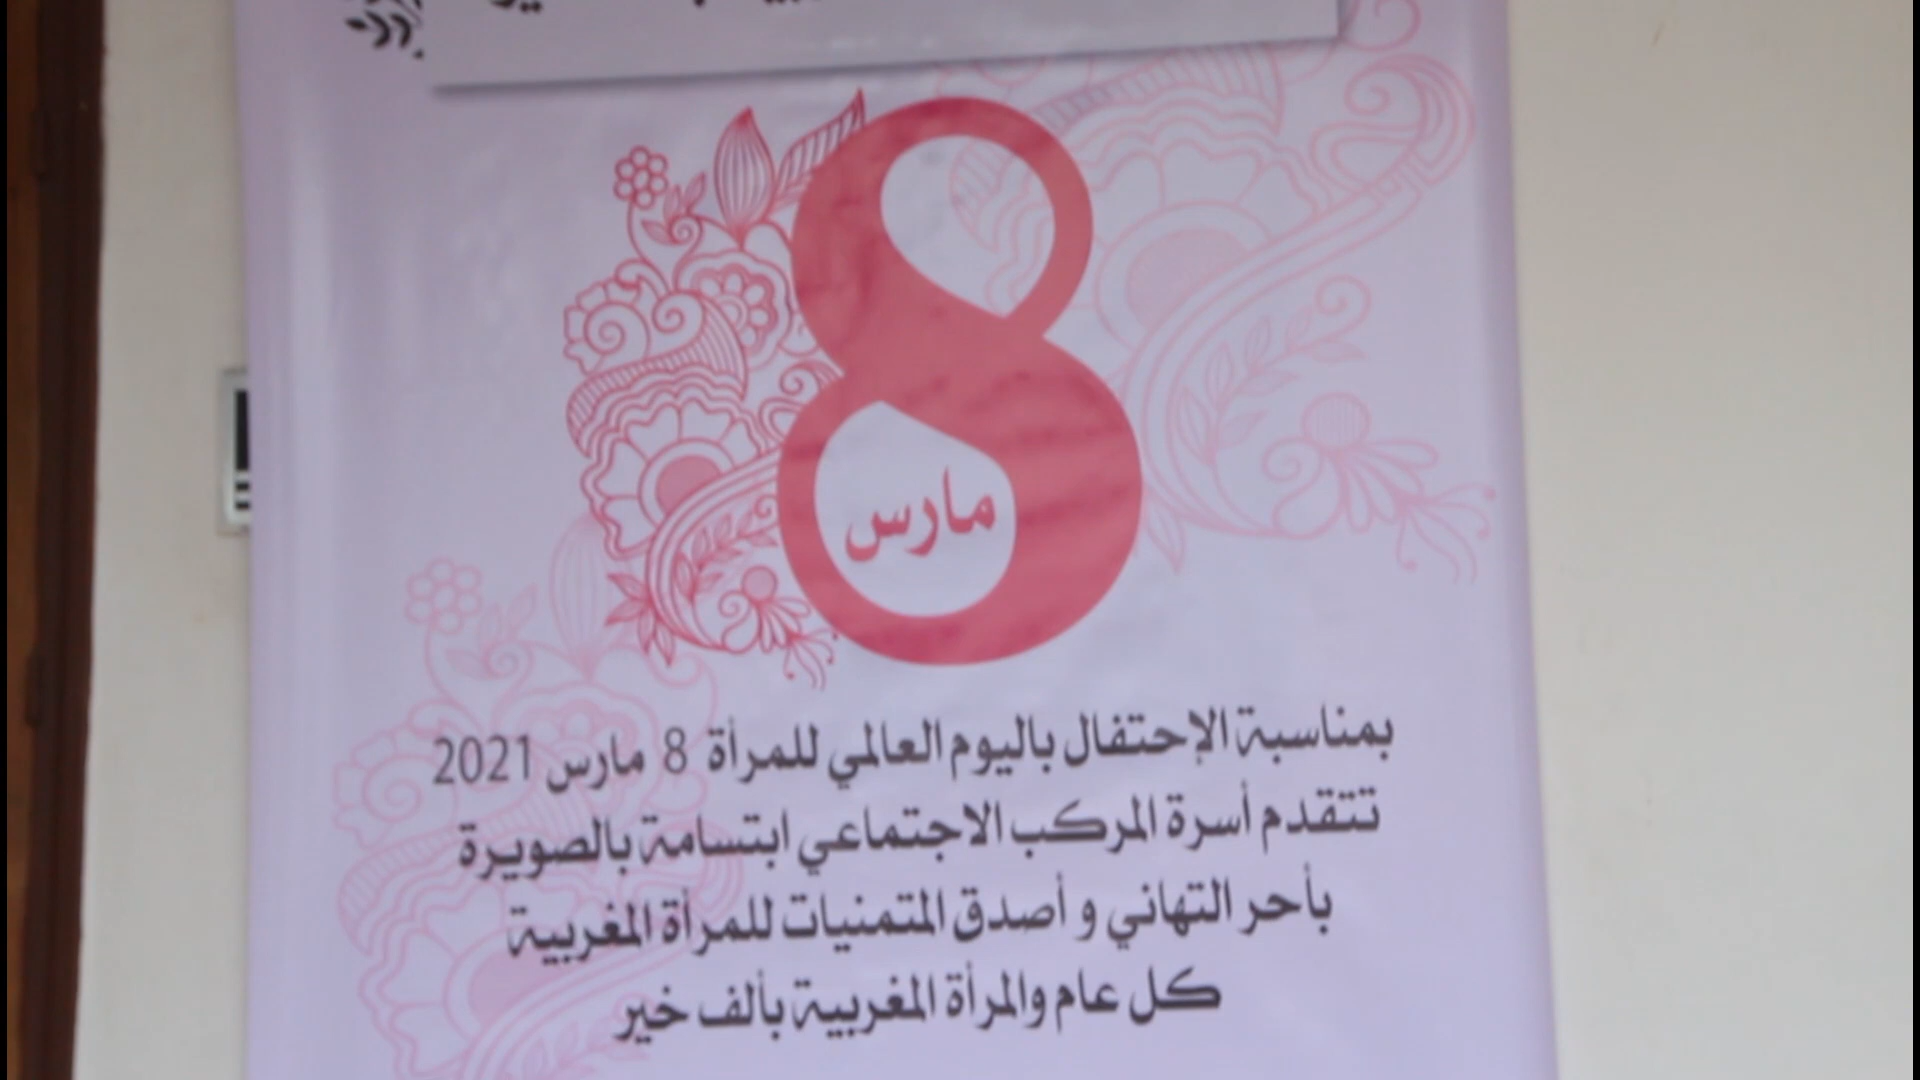 8
مارس
بمناسبة الإحتفال باليوم العالمي للمرأة 8 مارس 2021
تتقدم أسرة المركب الاجتماعي ابتسامة بالصويرة
بأحر التهاني و أصدق المتمنيات للمرأة المغربية
كل عام والمرأة المغربية بألف خير